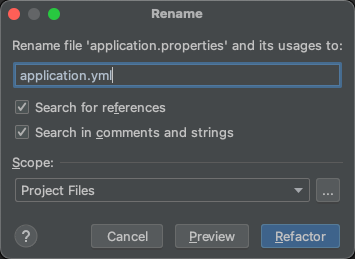 Rename
Rename file 'application.properties' and its usages to:
application.yml
Search for references
Search in comments and strings
Scope:
Project Files
...
?
Cancel
Preview
Refactor